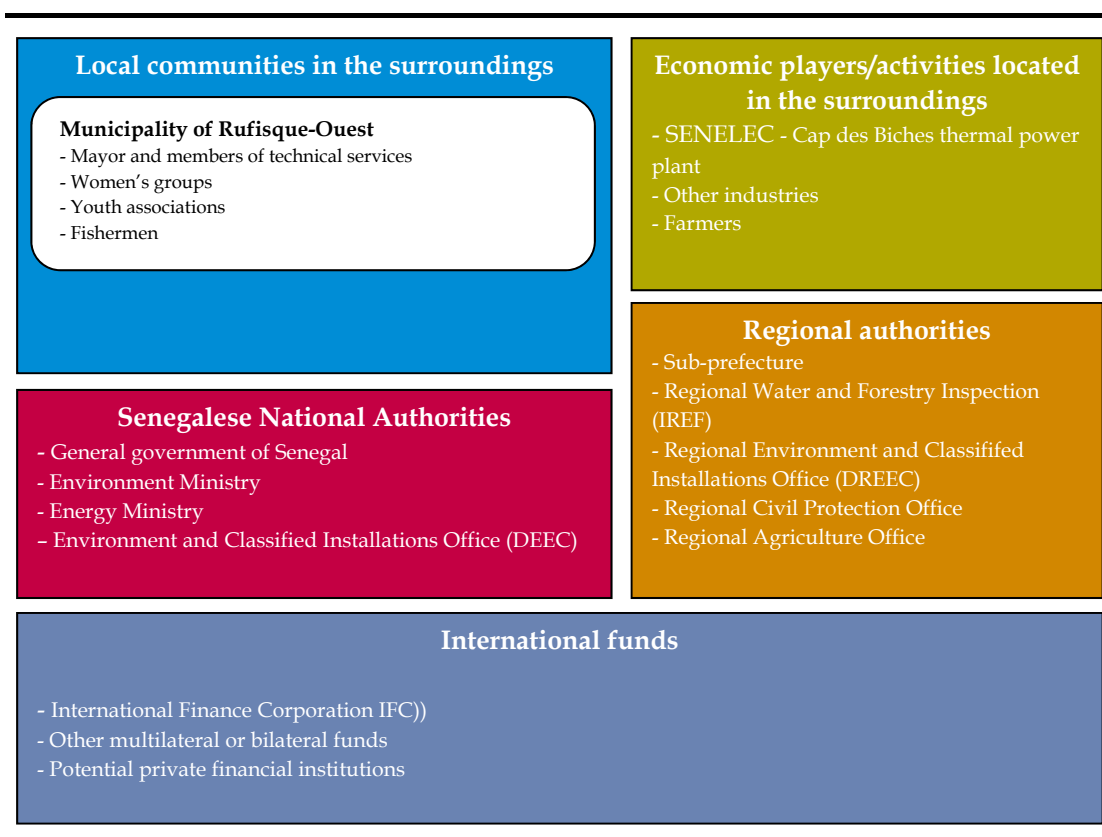 Local communities in the surroundings
Municipality of Rufisque-Ouest
- Mayor and members of technical services
- Women’s groups
- Youth associations
- Fishermen
Economic players/activities located
in the surroundings
- SENELEC - Cap des Biches thermal power
plant
- Other industries
- Farmers
Regional authorities
- Sub-prefecture
- Regional Water and Forestry Inspection
(IREF)
- Regional Environment and Classififed
Installations Office (DREEC)
- Regional Civil Protection Office
- Regional Agriculture Office
Senegalese National Authorities
- General government of Senegal
- Environment Ministry
- Energy Ministry
– Environment and Classified Installations Office (DEEC)
International funds
- International Finance Corporation IFC))
- Other multilateral or bilateral funds
- Potential private financial institutions